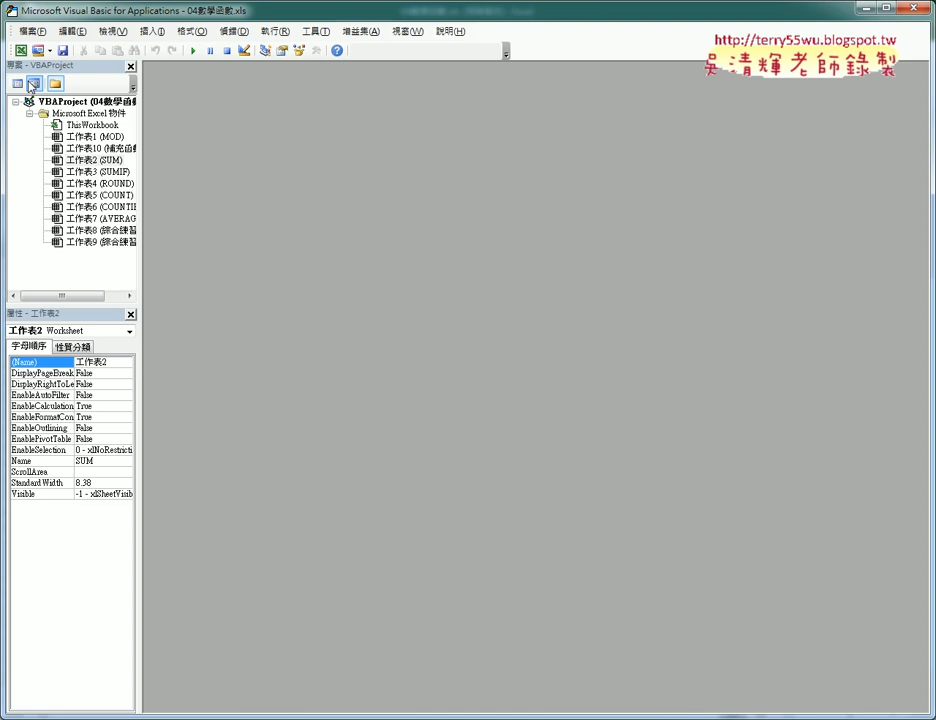 Microsoft Visual Basic for Applications - 04數學函數.xls
檔案(F) 編輯(E) 檢視(V) 插入(I) 格式(O) 偵錯(D) 執行(R) 工具(T) 增益集(A) 視窗(W) 說明(H)
http://terry55wu.blogspot.tw
吳清輝老師錄製
專案 - VBAProject
VBAProject (04數學函數
Microsoft Excel 物件
ThisWorkbook
工作表1 (MOD)
工作表10 (補充函數
工作表2 (SUM)
工作表3 (SUMIF)
工作表4 (ROUND)
工作表5 (COUNT)
工作表6 (COUNTIF
工作表7 (AVERAG
工作表8 (綜合練習
工作表9 (綜合練習
屬性 - 工作表2
工作表2 Worksheet
字母順序 性質分類
(Name) 工作表2
DisplayPageBreak False
DisplayRightToLe False
EnableAutoFilter False
EnableCalculation True
EnableFormatCon True
EnableOutlining False
EnablePivotTable False
EnableSelection 0 - xlNoRestricti
Name SUM
ScrollArea
StandardWidth 8.38
Visible -1 - xlSheetVisib